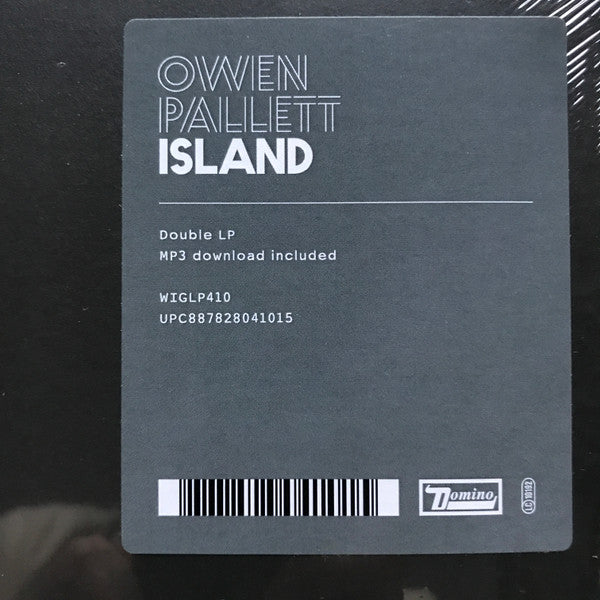 OWEN
PALLETT
ISLAND
Double LP
MP3 download included
WIGLP410
UPC887828041015
Domino
LC 10192